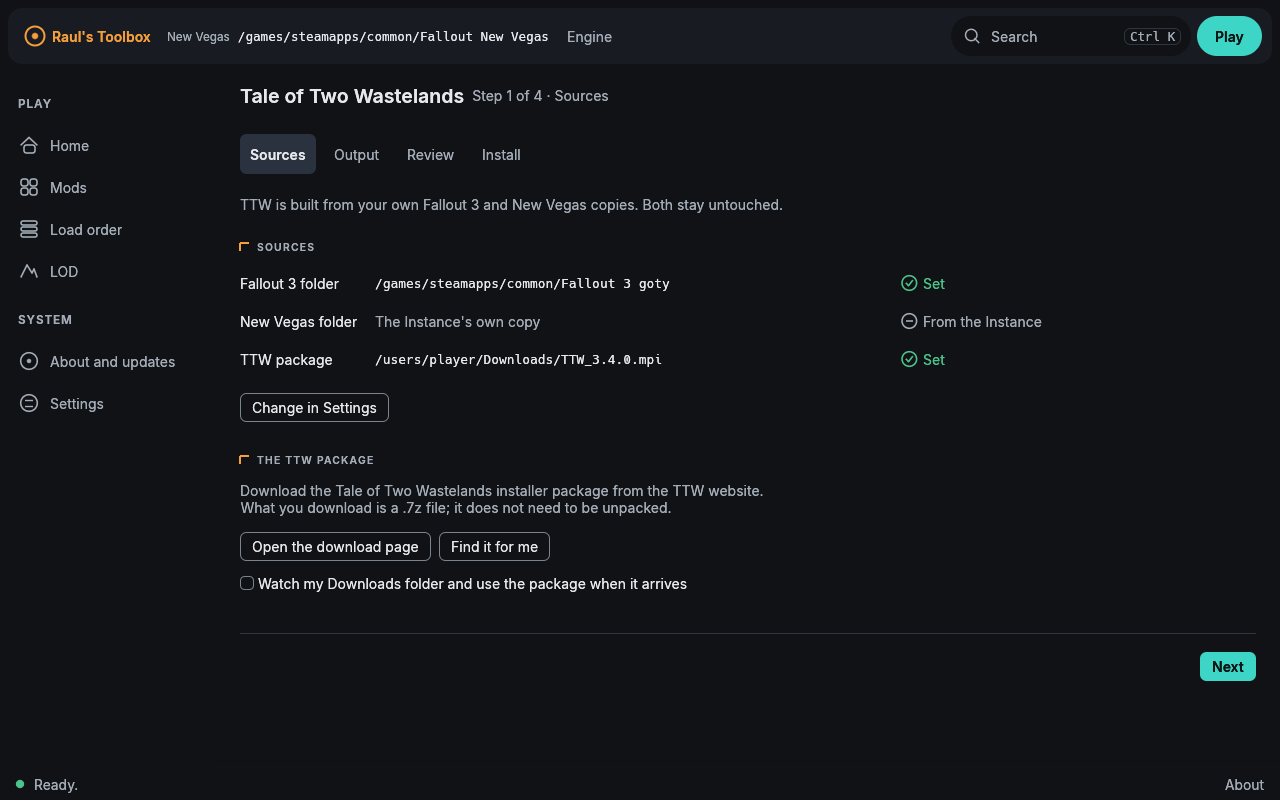 Raul's Toolbox New Vegas /games/steamapps/common/Fallout New Vegas Engine Search Ctrl K Play
PLAY
Home
Mods
Load order
LOD
SYSTEM
About and updates
Settings
Tale of Two Wastelands Step 1 of 4 · Sources
Sources Output Review Install
TTW is built from your own Fallout 3 and New Vegas copies. Both stay untouched.
SOURCES
Fallout 3 folder /games/steamapps/common/Fallout 3 goty Set
New Vegas folder The Instance's own copy From the Instance
TTW package /users/player/Downloads/TTW_3.4.0.mpi Set
Change in Settings
THE TTW PACKAGE
Download the Tale of Two Wastelands installer package from the TTW website.
What you download is a .7z file; it does not need to be unpacked.
Open the download page Find it for me
Watch my Downloads folder and use the package when it arrives
Next
Ready. About